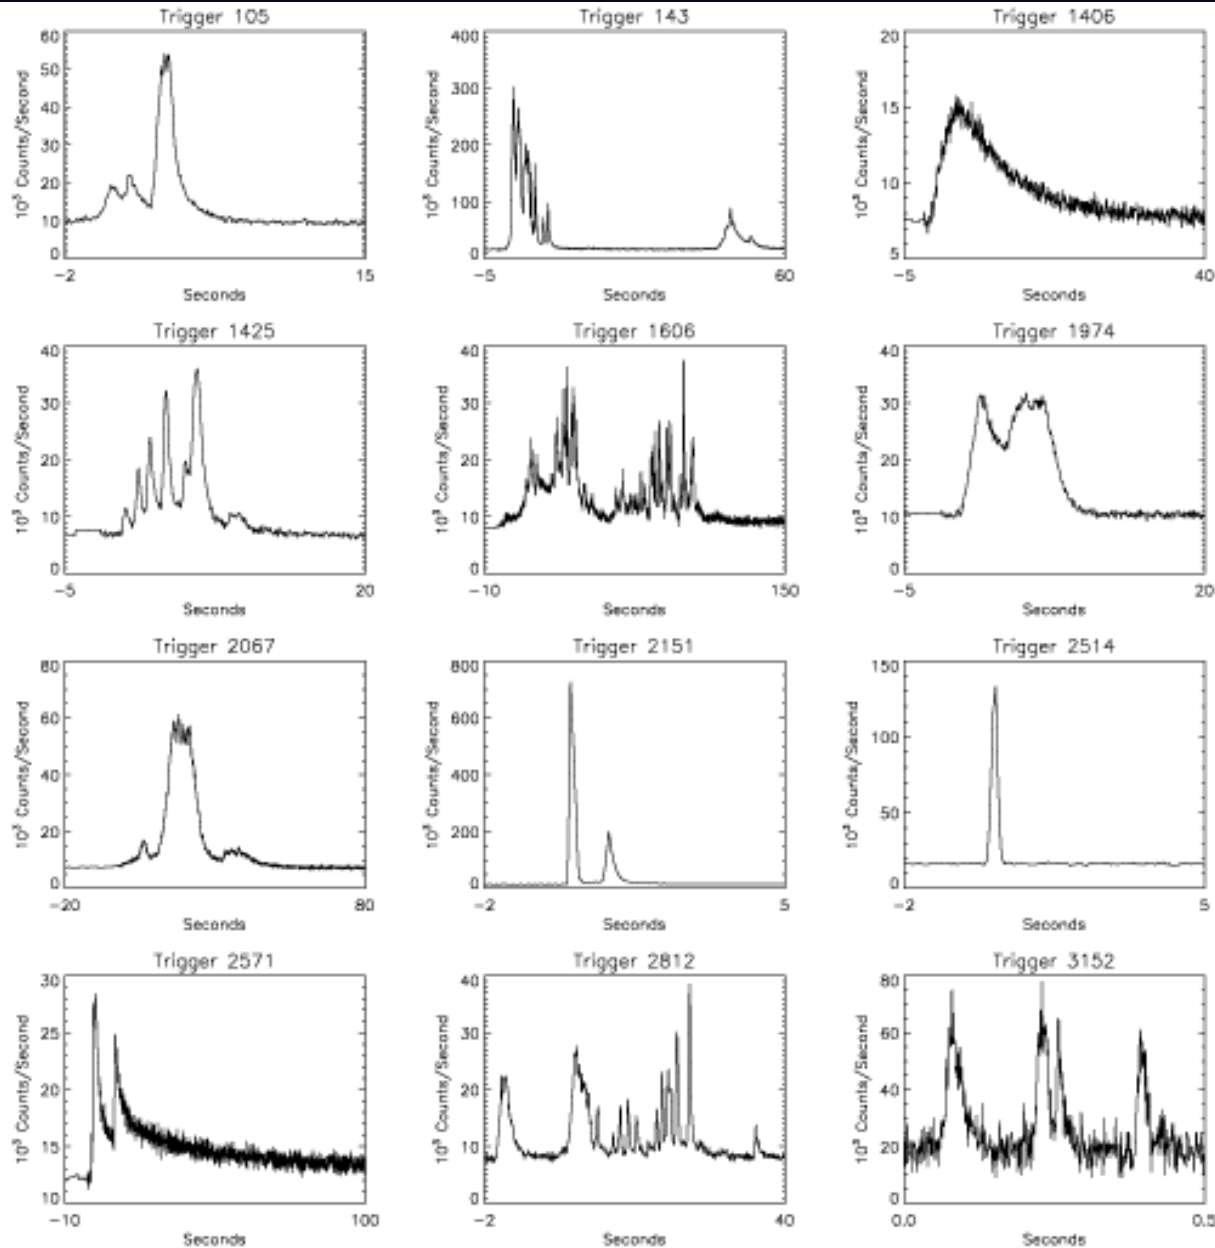 Trigger 105
60
50
40
30
20
10
0
10³ Counts/Second
-2
15
Seconds
Trigger 143
400
300
200
100
0
10³ Counts/Second
-5
60
Seconds
Trigger 1406
20
15
10
5
10³ Counts/Second
-5
40
Seconds
Trigger 1425
40
30
20
10
0
10³ Counts/Second
-5
20
Seconds
Trigger 1606
40
30
20
10
0
10³ Counts/Second
-10
150
Seconds
Trigger 1974
40
30
20
10
0
10³ Counts/Second
-5
20
Seconds
Trigger 2067
80
60
40
20
0
10³ Counts/Second
-20
80
Seconds
Trigger 2151
800
600
400
200
0
10³ Counts/Second
-2
5
Seconds
Trigger 2514
150
100
50
0
10³ Counts/Second
-2
5
Seconds
Trigger 2571
30
25
20
15
10
10³ Counts/Second
-10
100
Seconds
Trigger 2812
40
30
20
10
0
10³ Counts/Second
-2
40
Seconds
Trigger 3152
80
60
40
20
0
10³ Counts/Second
0.0
0.5
Seconds